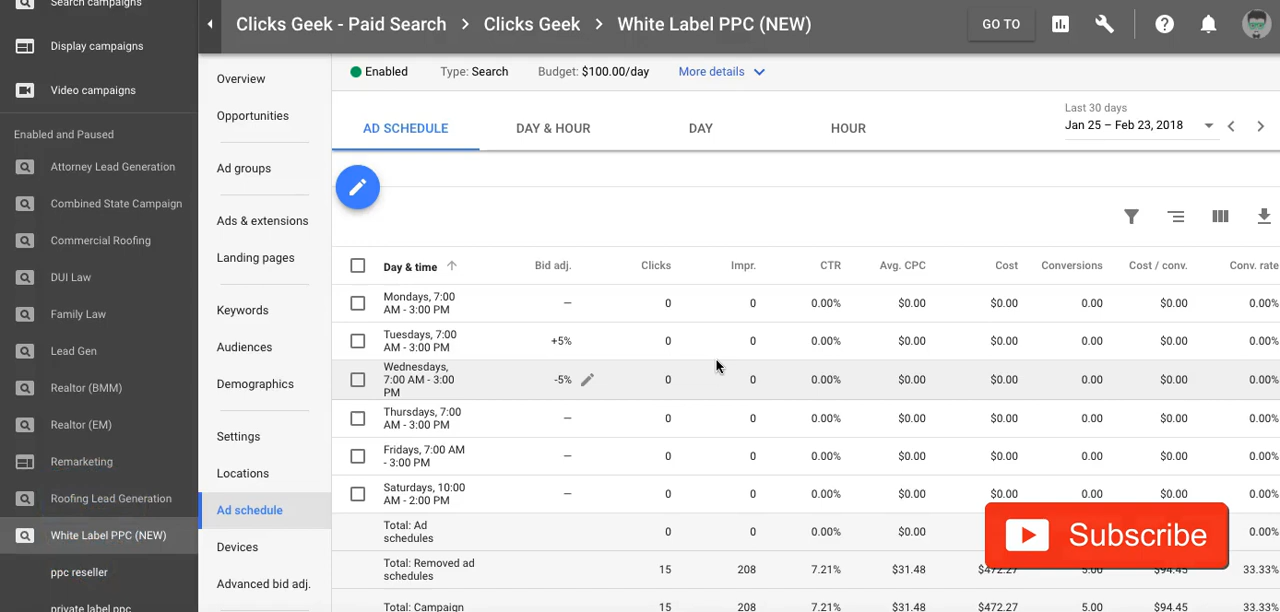 Search campaigns
Clicks Geek - Paid Search > Clicks Geek > White Label PPC (NEW)
GO TO
Display campaigns
Video campaigns
Enabled and Paused
Attorney Lead Generation
Combined State Campaign
Commercial Roofing
DUI Law
Family Law
Lead Gen
Realtor (BMM)
Realtor (EM)
Remarketing
Roofing Lead Generation
White Label PPC (NEW)
ppc reseller
private label ppc
Overview
Opportunities
Ad groups
Ads & extensions
Landing pages
Keywords
Audiences
Demographics
Settings
Locations
Ad schedule
Devices
Advanced bid adj.
Enabled Type: Search Budget: $100.00/day More details
AD SCHEDULE DAY & HOUR DAY HOUR
Last 30 days
Jan 25 – Feb 23, 2018
Day & time Bid adj. Clicks Impr. CTR Avg. CPC Cost Conversions Cost / conv. Conv. rate
Mondays, 7:00
AM - 3:00 PM
— 0 0 0.00% $0.00 $0.00 0.00 $0.00 0.00%
Tuesdays, 7:00
AM - 3:00 PM
+5% 0 0 0.00% $0.00 $0.00 0.00 $0.00 0.00%
Wednesdays,
7:00 AM - 3:00
PM
-5% 0 0 0.00% $0.00 $0.00 0.00 $0.00 0.00%
Thursdays, 7:00
AM - 3:00 PM
— 0 0 0.00% $0.00 $0.00 0.00 $0.00 0.00%
Fridays, 7:00 AM
- 3:00 PM
— 0 0 0.00% $0.00 $0.00 0.00 $0.00 0.00%
Saturdays, 10:00
AM - 2:00 PM
— 0 0 0.00% $0.00 $0.00 0.00 $0.00 0.00%
Total: Ad
schedules
0 0 0.00% $0.00 0.00%
Subscribe
Total: Removed ad
schedules
15 208 7.21% $31.48 $472.27 5.00 $94.45 33.33%
Total: Campaign 15 208 7.21% $31.48 $472.27 5.00 $94.45 33.33%